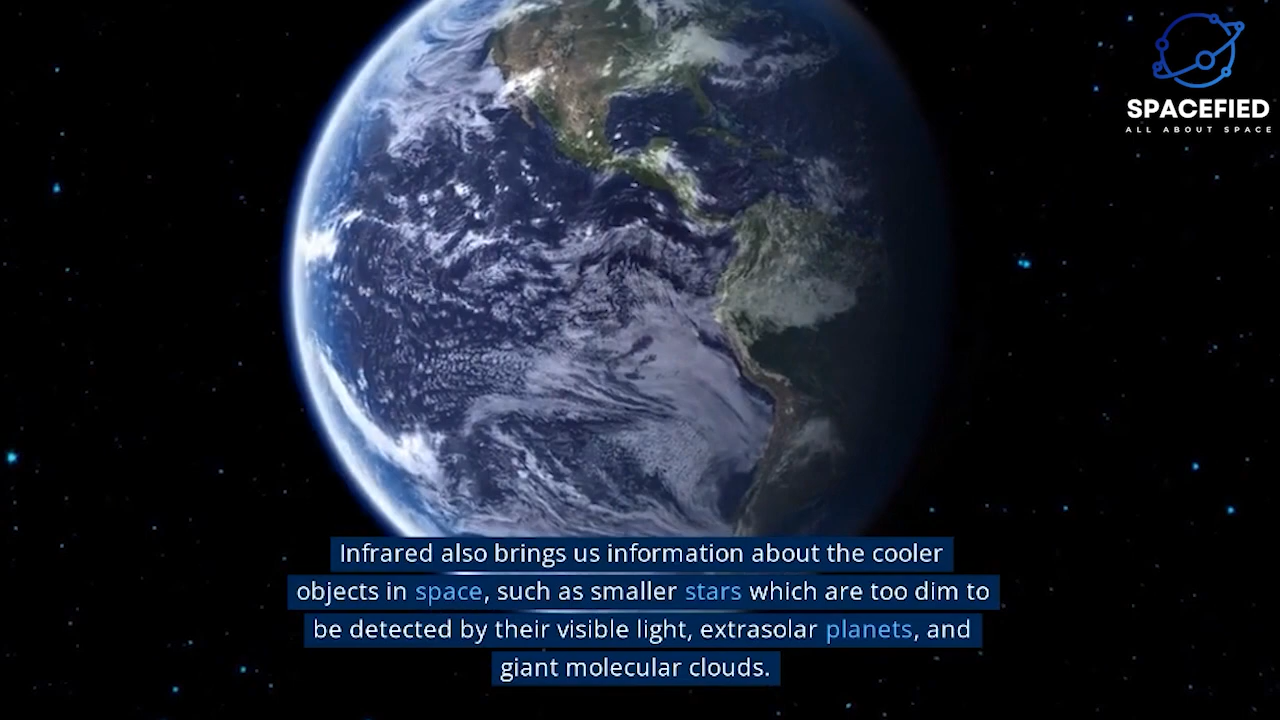 SPACEFIED
ALL ABOUT SPACE
Infrared also brings us information about the cooler
objects in space, such as smaller stars which are too dim to
be detected by their visible light, extrasolar planets, and
giant molecular clouds.